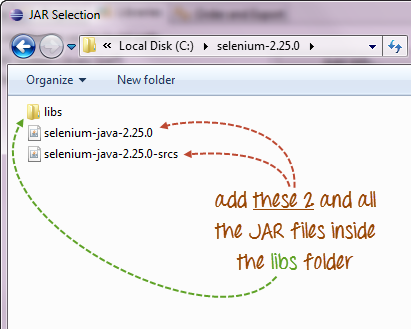 JAR Selection
Local Disk (C:) selenium-2.25.0
Organize New folder
libs
selenium-java-2.25.0
selenium-java-2.25.0-srcs
add these 2 and all
the JAR files inside
the libs folder